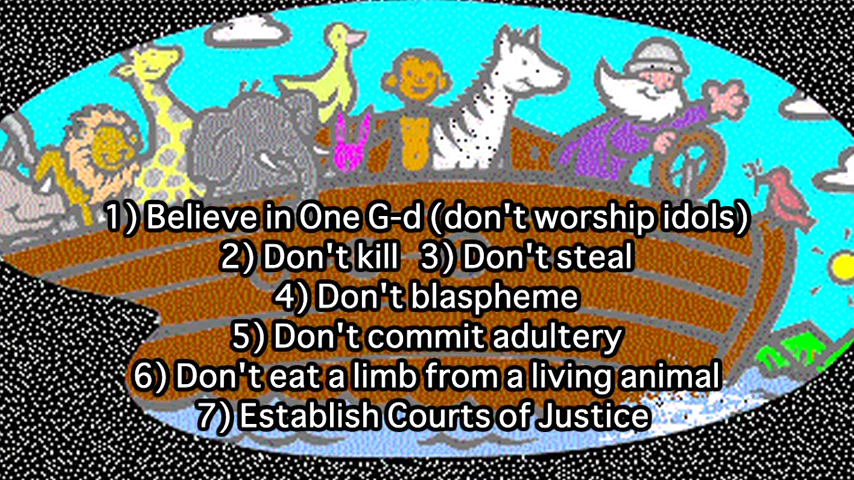 1) Believe in One G-d (don't worship idols)
2) Don't kill 3) Don't steal
4) Don't blaspheme
5) Don't commit adultery
6) Don't eat a limb from a living animal
7) Establish Courts of Justice